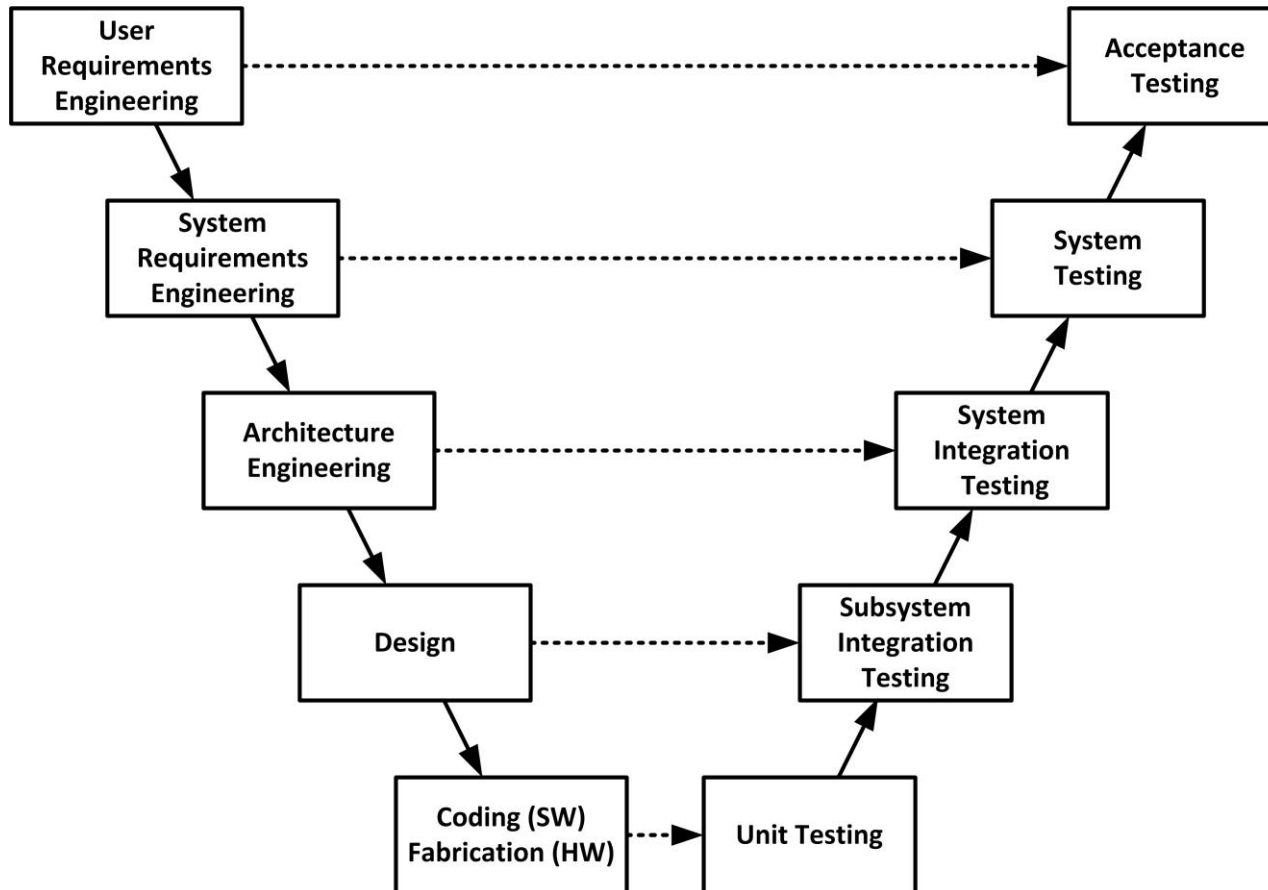 User
Requirements
Engineering
Acceptance
Testing
System
Requirements
Engineering
System
Testing
Architecture
Engineering
System
Integration
Testing
Design
Subsystem
Integration
Testing
Coding (SW)
Fabrication (HW)
Unit Testing